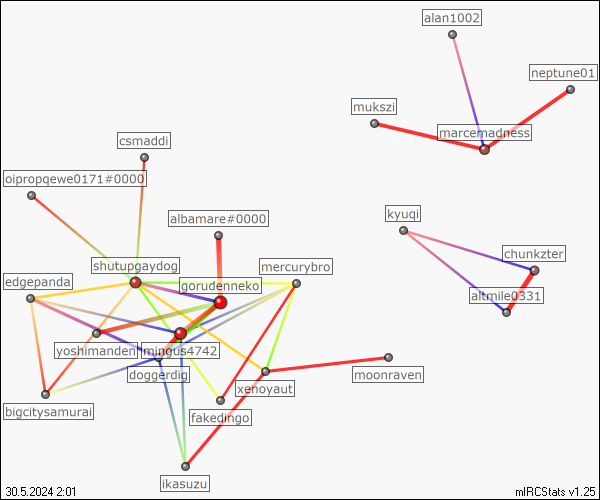 alan1002
neptune01
mukszi
marcemadness
csmaddi
oipropqewe0171#0000
albamare#0000
kyuqi
chunkzter
shutupgaydog
mercurybro
edgepanda
gorudenneko
altmile0331
yoshimandenj
mingus4742
doggerdig
moonraven
xenoyaut
bigcitysamurai
fakedingo
ikasuzu
30.5.2024 2:01
mIRCStats v1.25